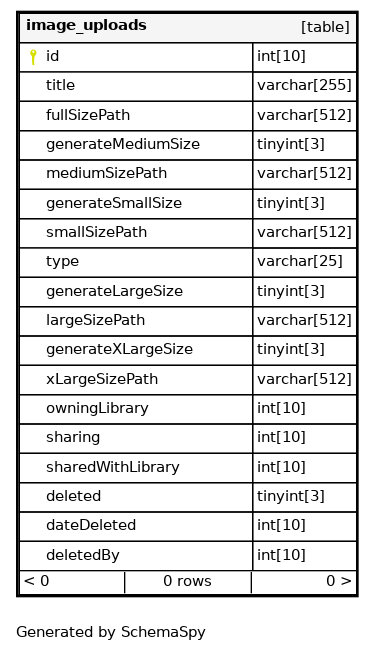 image_uploads [table]
id int[10]
title varchar[255]
fullSizePath varchar[512]
generateMediumSize tinyint[3]
mediumSizePath varchar[512]
generateSmallSize tinyint[3]
smallSizePath varchar[512]
type varchar[25]
generateLargeSize tinyint[3]
largeSizePath varchar[512]
generateXLargeSize tinyint[3]
xLargeSizePath varchar[512]
owningLibrary int[10]
sharing int[10]
sharedWithLibrary int[10]
deleted tinyint[3]
dateDeleted int[10]
deletedBy int[10]
< 0 0 rows 0 >
Generated by SchemaSpy